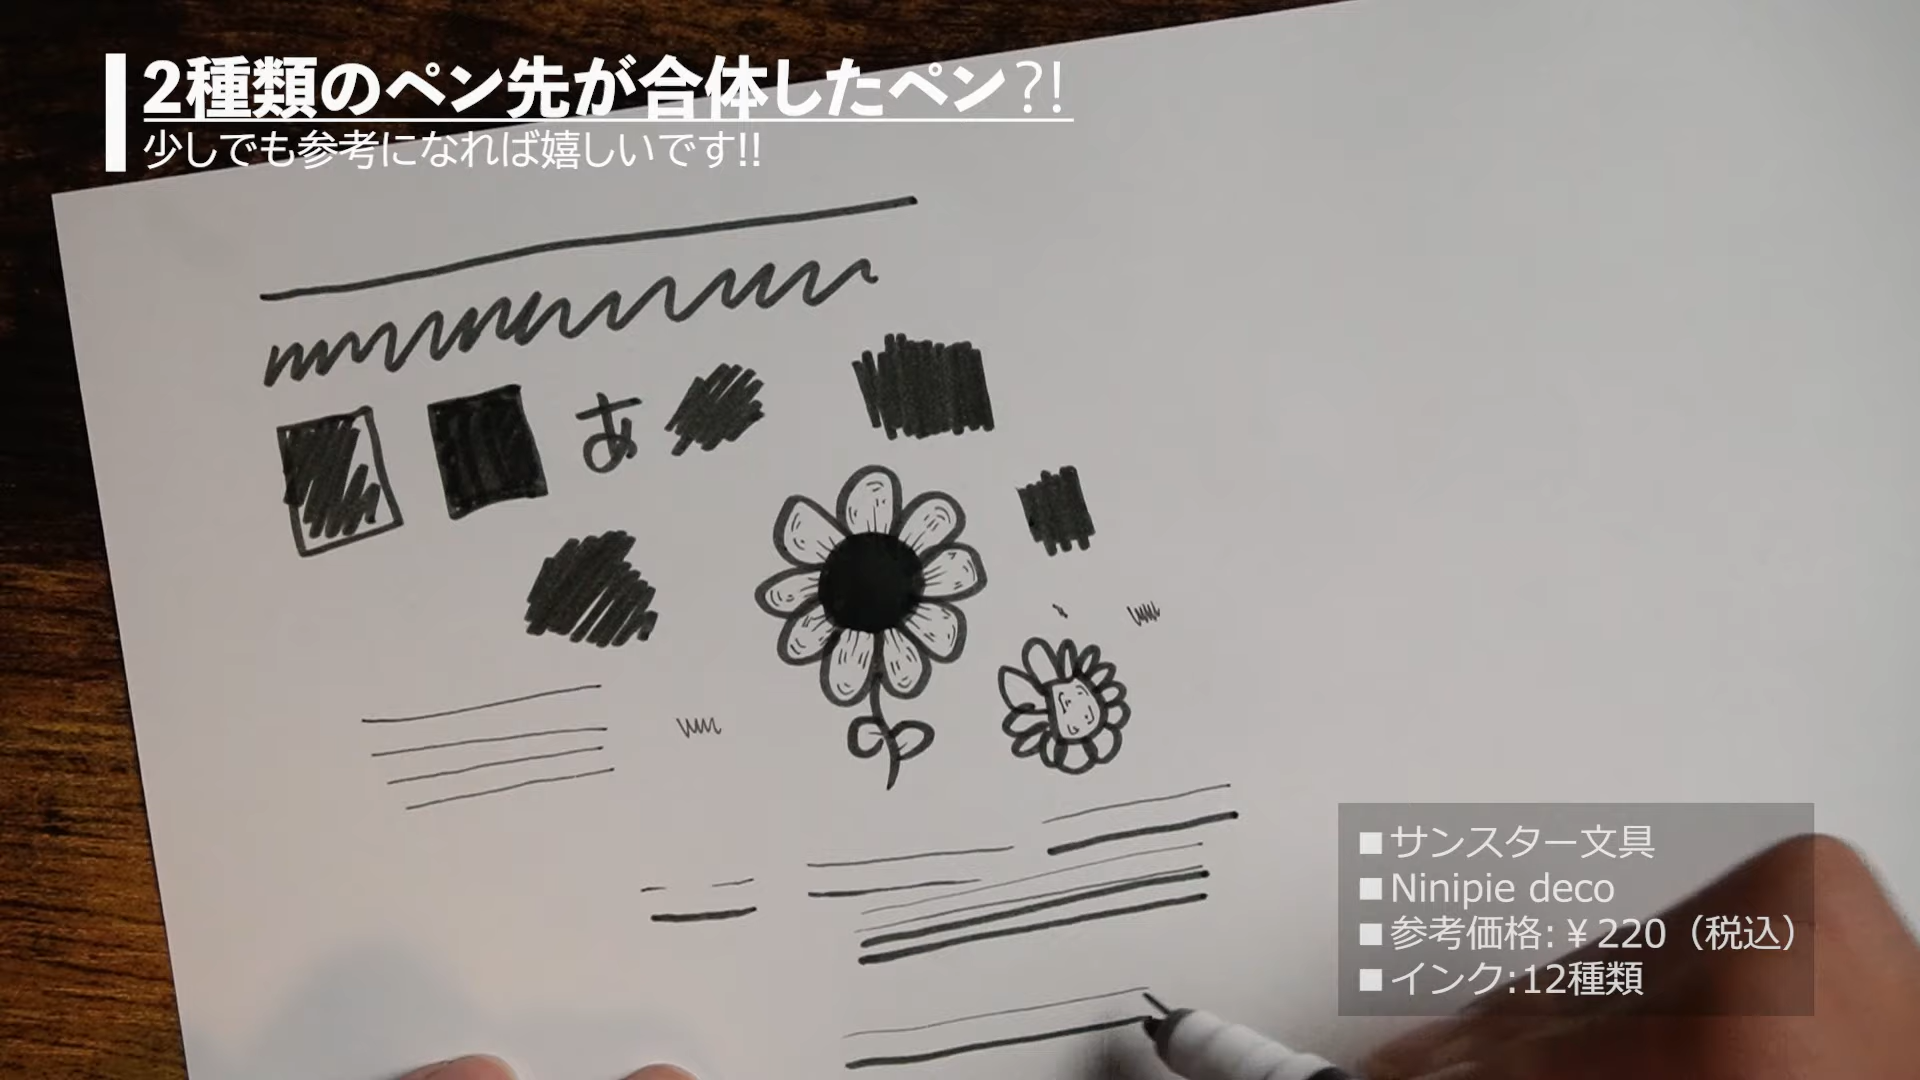 2種類のペン先が合体したペン?!
少しでも参考になれば嬉しいです!!
あ
■サンスター文具
■Ninipie deco
■参考価格:￥220（税込）
■インク:12種類